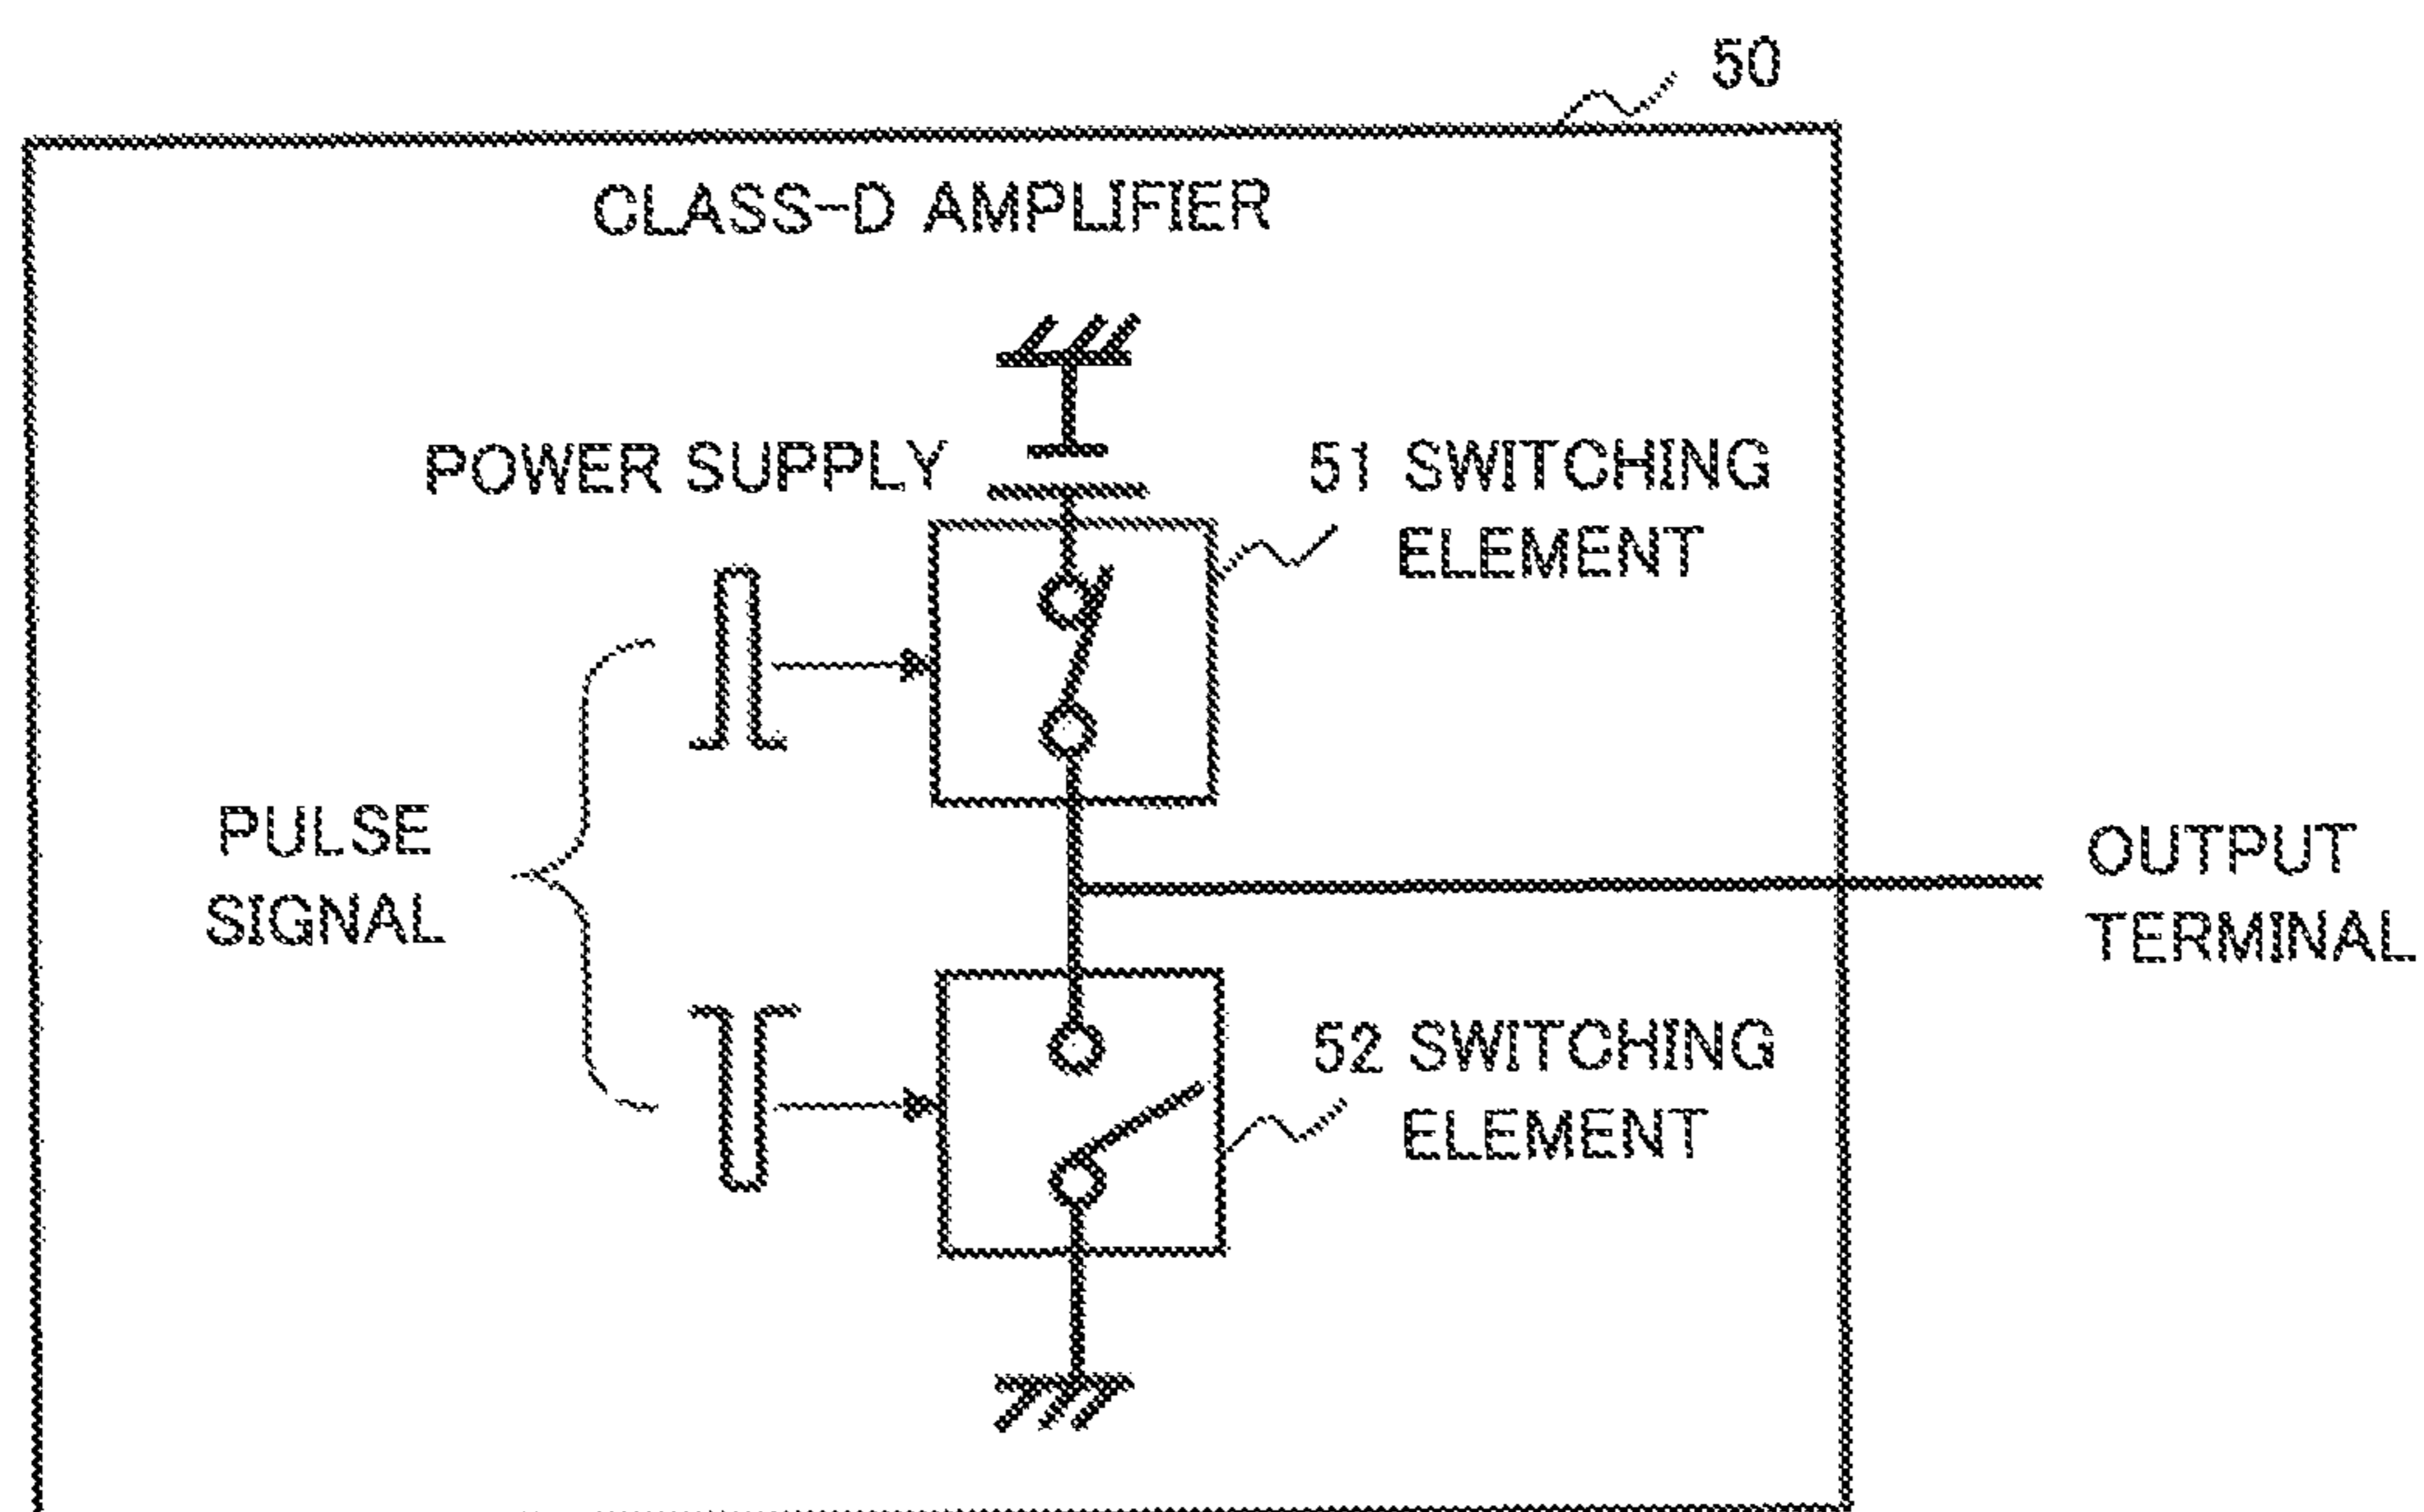 50
CLASS-D AMPLIFIER
POWER SUPPLY
51 SWITCHING
ELEMENT
PULSE
SIGNAL
OUTPUT
TERMINAL
52 SWITCHING
ELEMENT